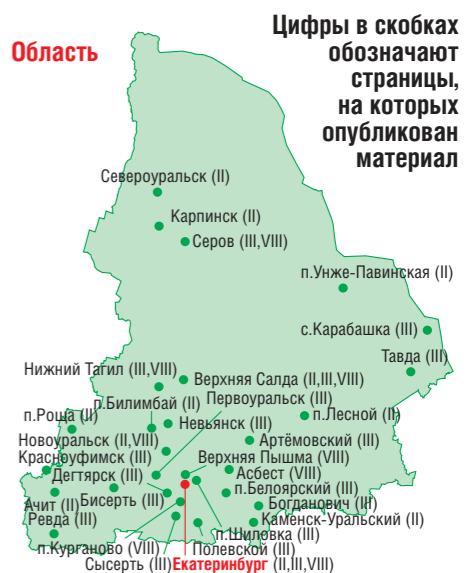 Область
Цифры в скобках
обозначают
страницы,
на которых
опубликован
материал
Североуральск (II)
Карпинск (II)
Серов (III,VIII)
п.Унже-Павинская (II)
с.Карабашка (III)
Тавда (III)
Нижний Тагил (III,VIII)
Верхняя Салда (II,III,VIII)
п.Билимбай (II)
Первоуральск (III)
п.Роща (II)
Невьянск (III)
п.Лесной (II)
Новоуральск (II,VIII)
Артёмовский (III)
Красноуфимск (III)
Верхняя Пышма (VIII)
Дегтярск (III)
Асбест (VIII)
Ачит (II)
Бисерть (III)
п.Белоярский (III)
Богданович (III)
Ревда (III)
Каменск-Уральский (II)
п.Шиловка (III)
п.Курганово (VIII)
Полевской (III)
Сысерть (III)
Екатеринбург (II,III,VIII)